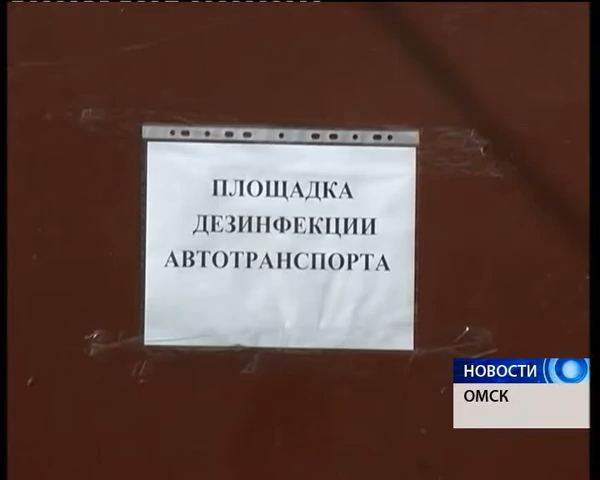 ПЛОЩАДКА
ДЕЗИНФЕКЦИИ
АВТОТРАНСПОРТА
НОВОСТИ
ОМСК